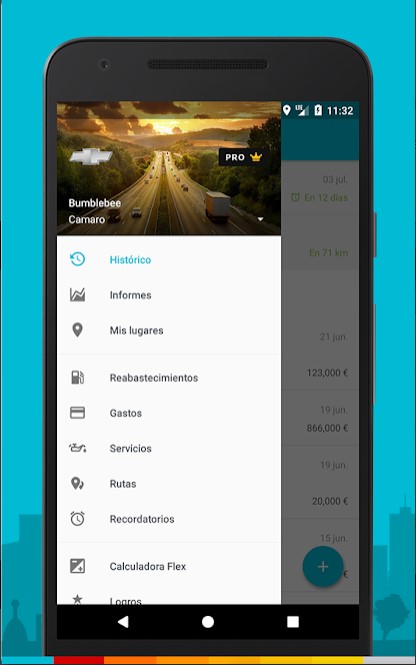 LTE 11:32
PRO
Bumblebee
Camaro
03 jul.
En 12 días
Histórico
En 71 km
Informes
Mis lugares
21 jun.
Reabastecimientos
123,000 €
Gastos
19 jun.
866,000 €
Servicios
19 jun.
Rutas
20,000 €
Recordatorios
15 jun.
Calculadora Flex
€
Logros